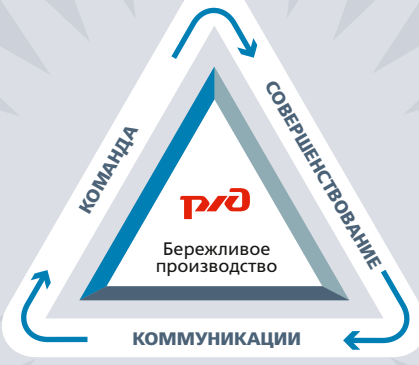 КОМАНДА
СОВЕРШЕНСТВОВАНИЕ
ржд
Бережливое
производство
КОММУНИКАЦИИ